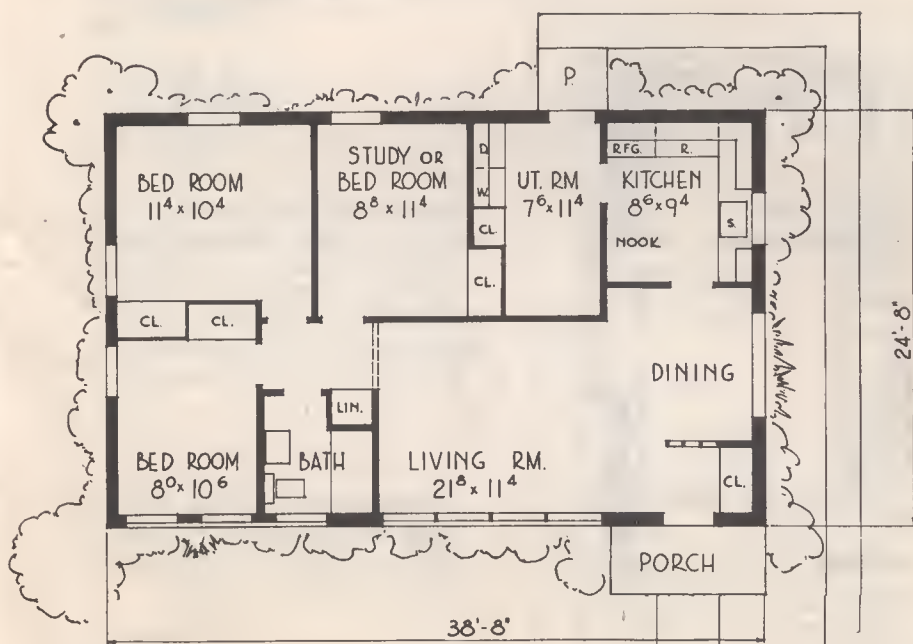 P.
BED ROOM
11⁴ x 10⁴
STUDY OR
BED ROOM
8⁸ x 11⁴
D.
W.
CL.
CL.
UT. RM
7⁶ x 11⁴
RFG.
R.
KITCHEN
8⁶ x 9⁴
S.
NOOK
CL.
CL.
DINING
LIN.
BED ROOM
8⁰ x 10⁶
BATH
LIVING RM.
21⁸ x 11⁴
CL.
PORCH
38'-8"
24'-8"